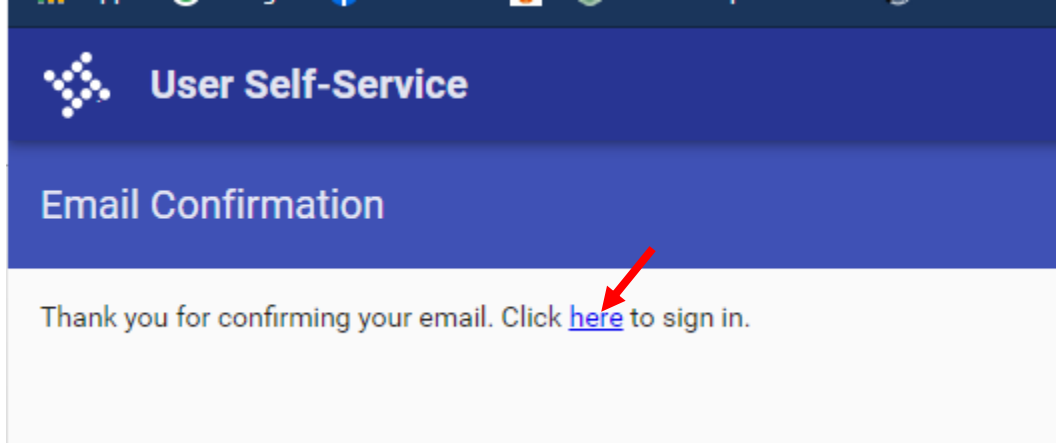 User Self-Service
Email Confirmation
Thank you for confirming your email. Click here to sign in.